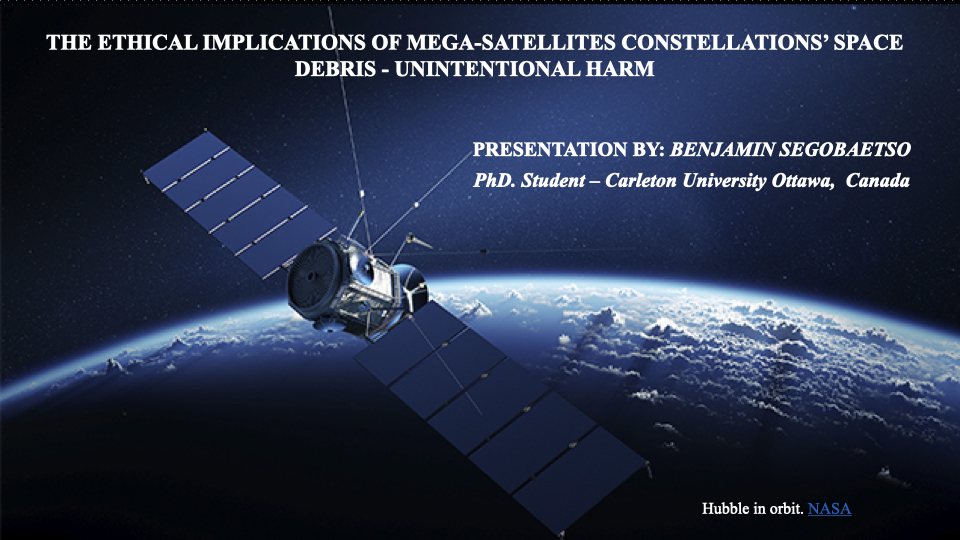 THE ETHICAL IMPLICATIONS OF MEGA-SATELLITES CONSTELLATIONS’ SPACE
DEBRIS - UNINTENTIONAL HARM
PRESENTATION BY: BENJAMIN SEGOBAETSO
PhD. Student – Carleton University Ottawa, Canada
Hubble in orbit. NASA